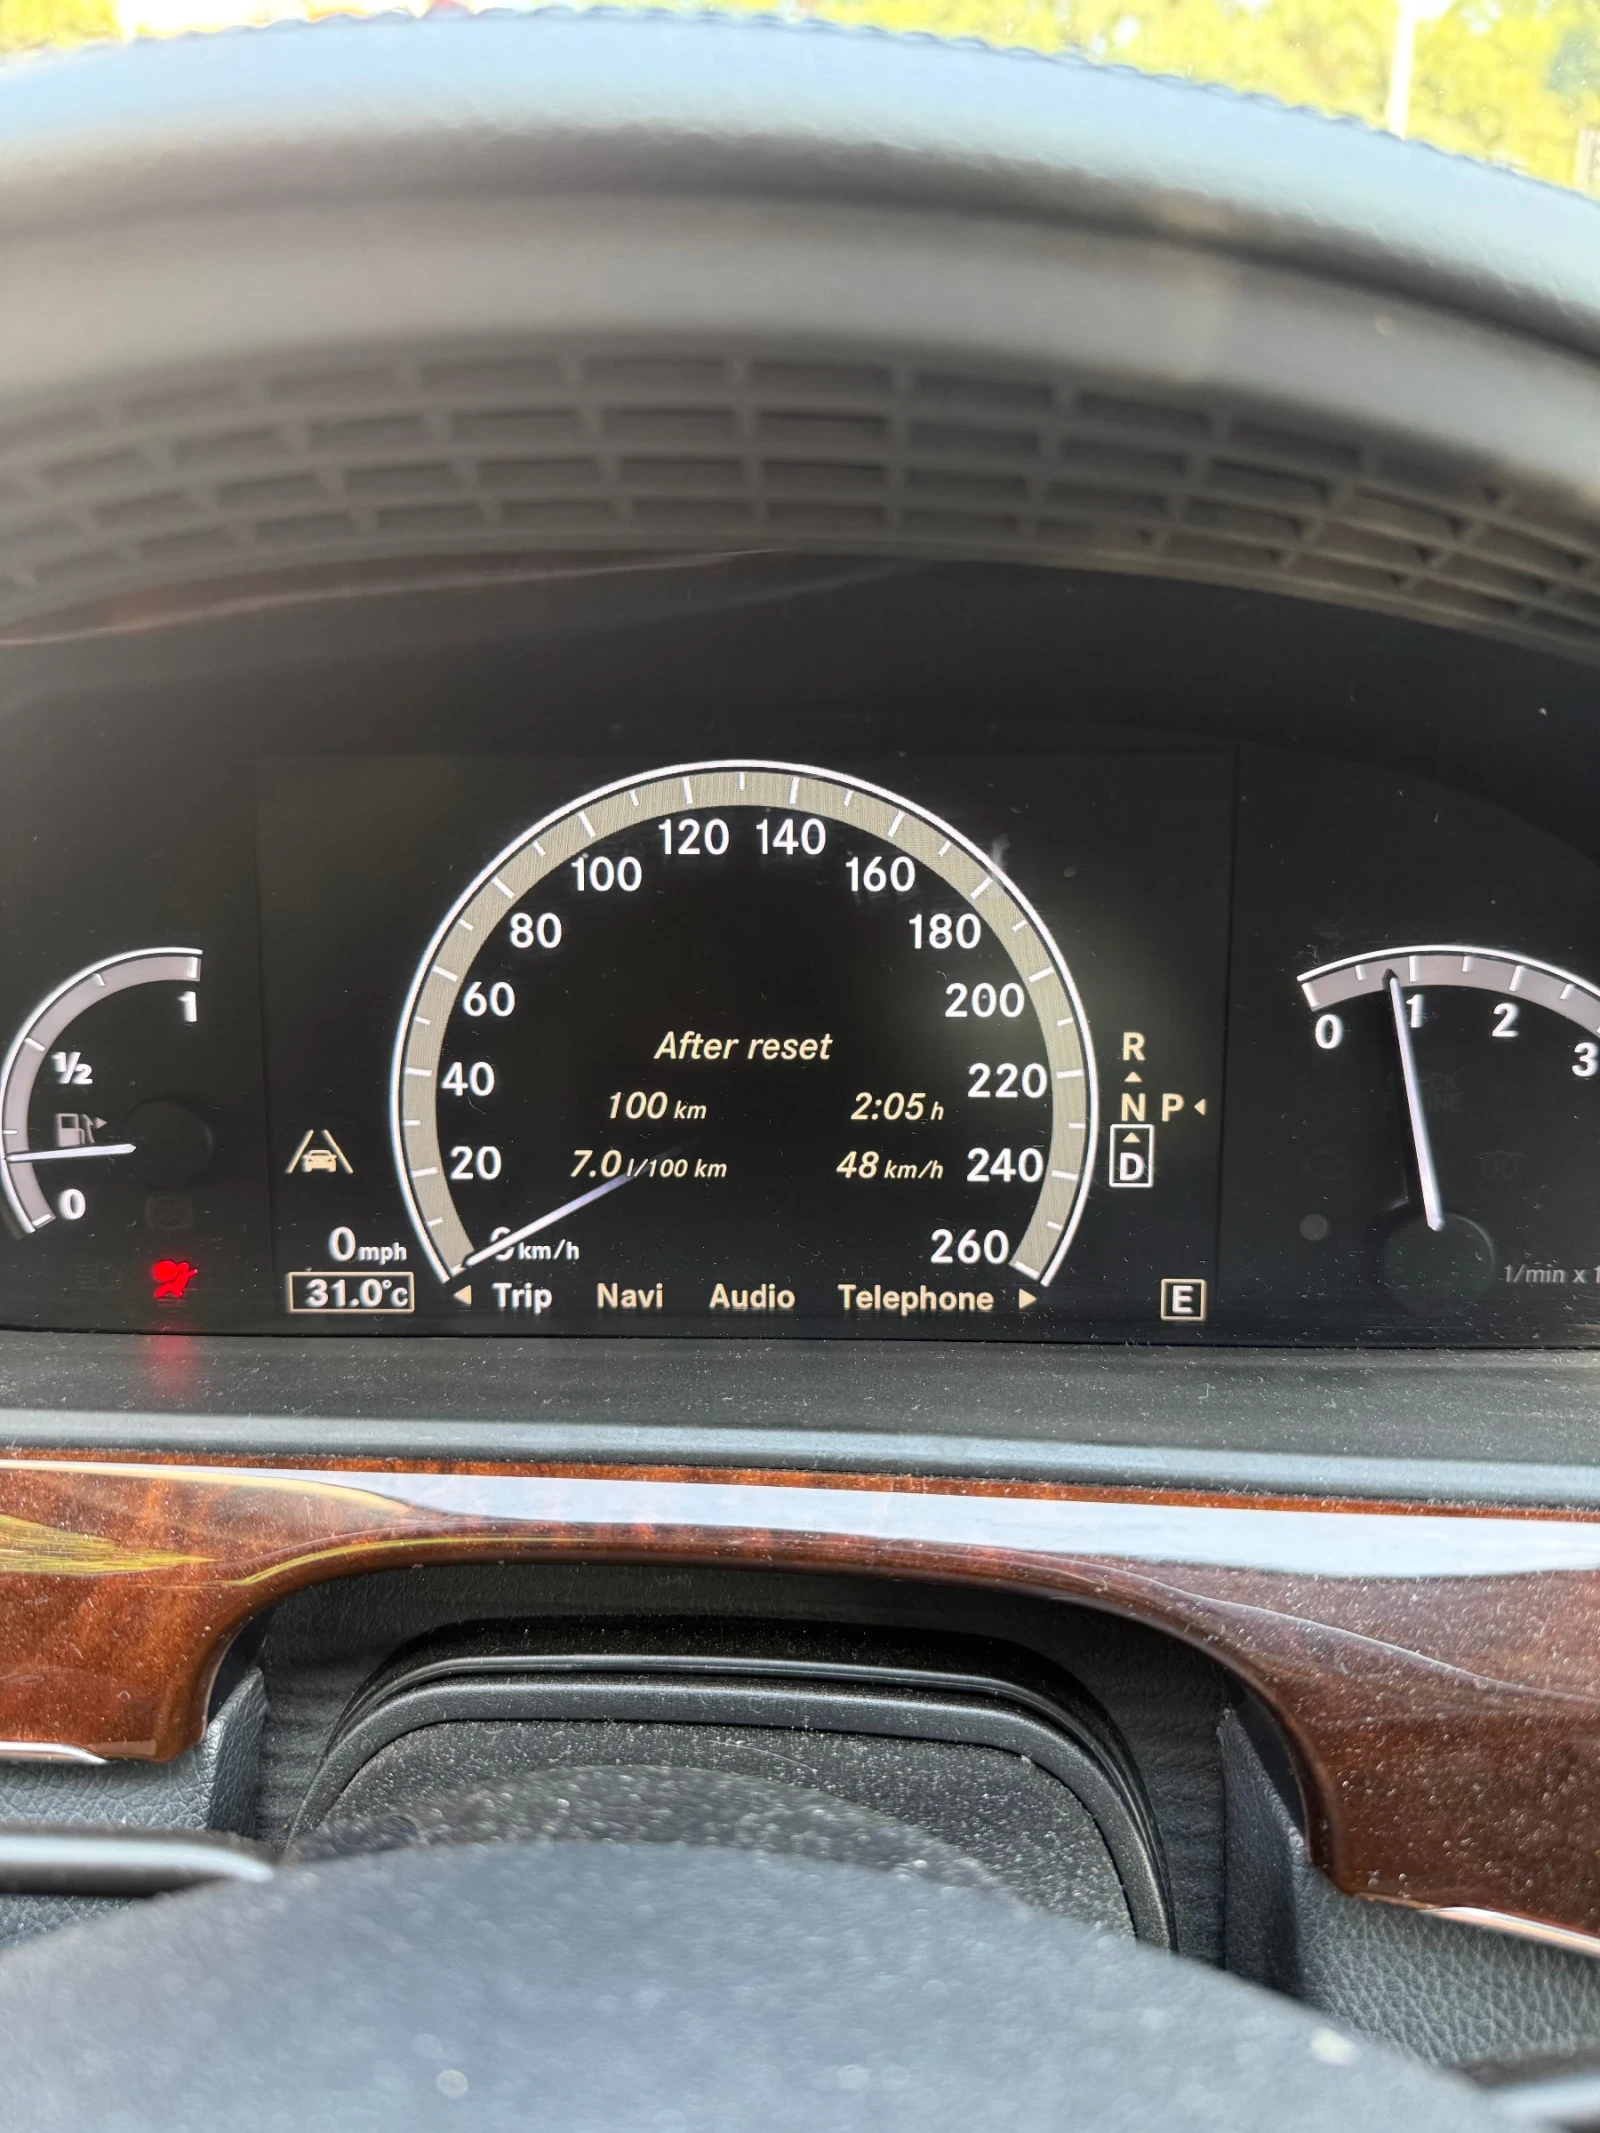 120 140
100 160
80 180
60 200
40 220
20 240
0 km/h 260
After reset
100 km 2:05 h
7.0 l/100 km 48 km/h
0 mph
31.0°C
Trip Navi Audio Telephone
R
N P
D
E
1
½
0
0 1 2 3
1/min x 1